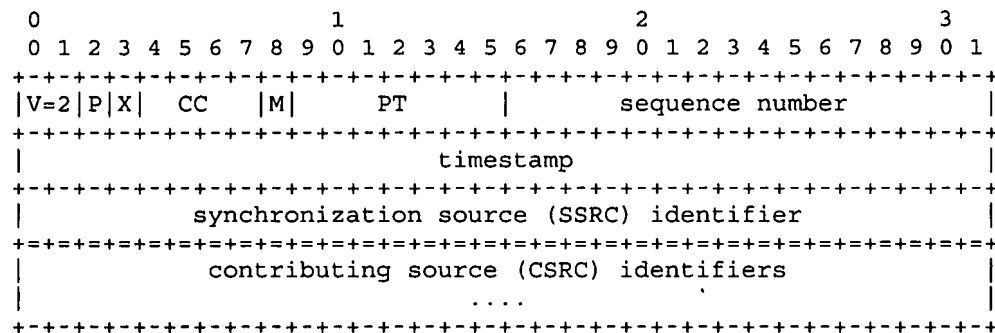 0                   1                   2                   3
0 1 2 3 4 5 6 7 8 9 0 1 2 3 4 5 6 7 8 9 0 1 2 3 4 5 6 7 8 9 0 1
+-+-+-+-+-+-+-+-+-+-+-+-+-+-+-+-+-+-+-+-+-+-+-+-+-+-+-+-+-+-+-+-+
|V=2|P|X|  CC   |M|     PT      |       sequence number         |
+-+-+-+-+-+-+-+-+-+-+-+-+-+-+-+-+-+-+-+-+-+-+-+-+-+-+-+-+-+-+-+-+
|                           timestamp                           |
+-+-+-+-+-+-+-+-+-+-+-+-+-+-+-+-+-+-+-+-+-+-+-+-+-+-+-+-+-+-+-+-+
|           synchronization source (SSRC) identifier            |
+=+=+=+=+=+=+=+=+=+=+=+=+=+=+=+=+=+=+=+=+=+=+=+=+=+=+=+=+=+=+=+=+
|            contributing source (CSRC) identifiers             |
|                             ....                              |
+-+-+-+-+-+-+-+-+-+-+-+-+-+-+-+-+-+-+-+-+-+-+-+-+-+-+-+-+-+-+-+-+